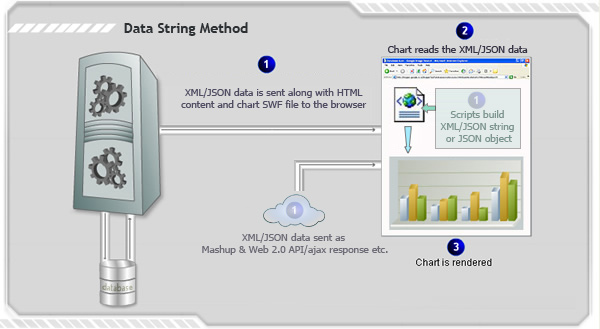 Data String Method
1
XML/JSON data is sent along with HTML
content and chart SWF file to the browser
2
Chart reads the XML/JSON data
1
Scripts build
XML/JSON string
or JSON object
1
XML/JSON data sent as
Mashup & Web 2.0 API/ajax response etc.
3
Chart is rendered
database